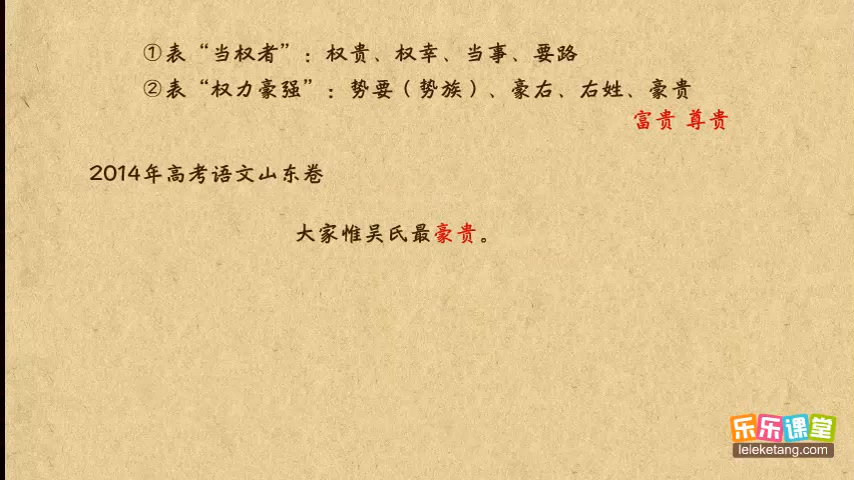 ①表“当权者”：权贵、权幸、当事、要路
②表“权力豪强”：势要（势族）、豪右、右姓、豪贵
富贵 尊贵
2014年高考语文山东卷
大家惟吴氏最豪贵。
乐乐课堂
leleketang.com